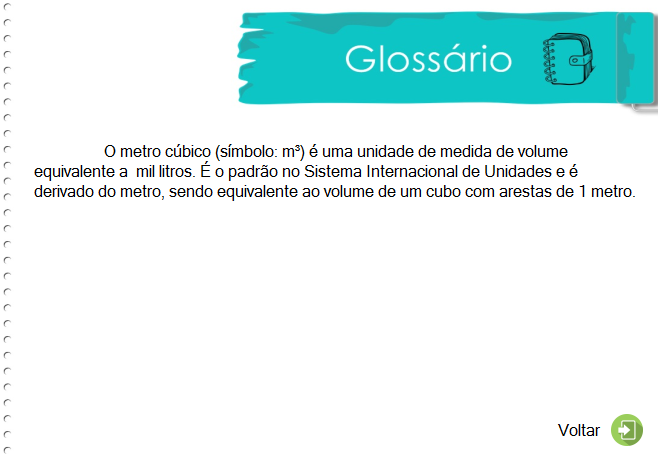 Glossário
O metro cúbico (símbolo: m³) é uma unidade de medida de volume
equivalente a  mil litros. É o padrão no Sistema Internacional de Unidades e é
derivado do metro, sendo equivalente ao volume de um cubo com arestas de 1 metro.
Voltar